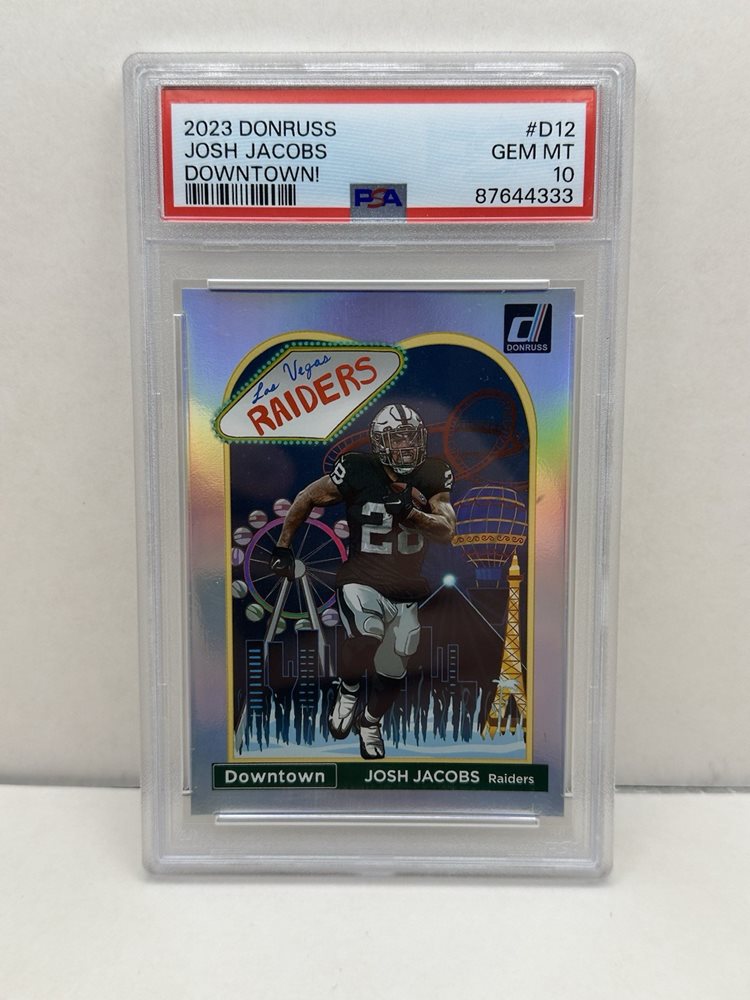 2023 DONRUSS #D12
JOSH JACOBS GEM MT
DOWNTOWN! 10
PSA 87644333
DONRUSS
Las Vegas
RAIDERS
28
28
Downtown JOSH JACOBS Raiders